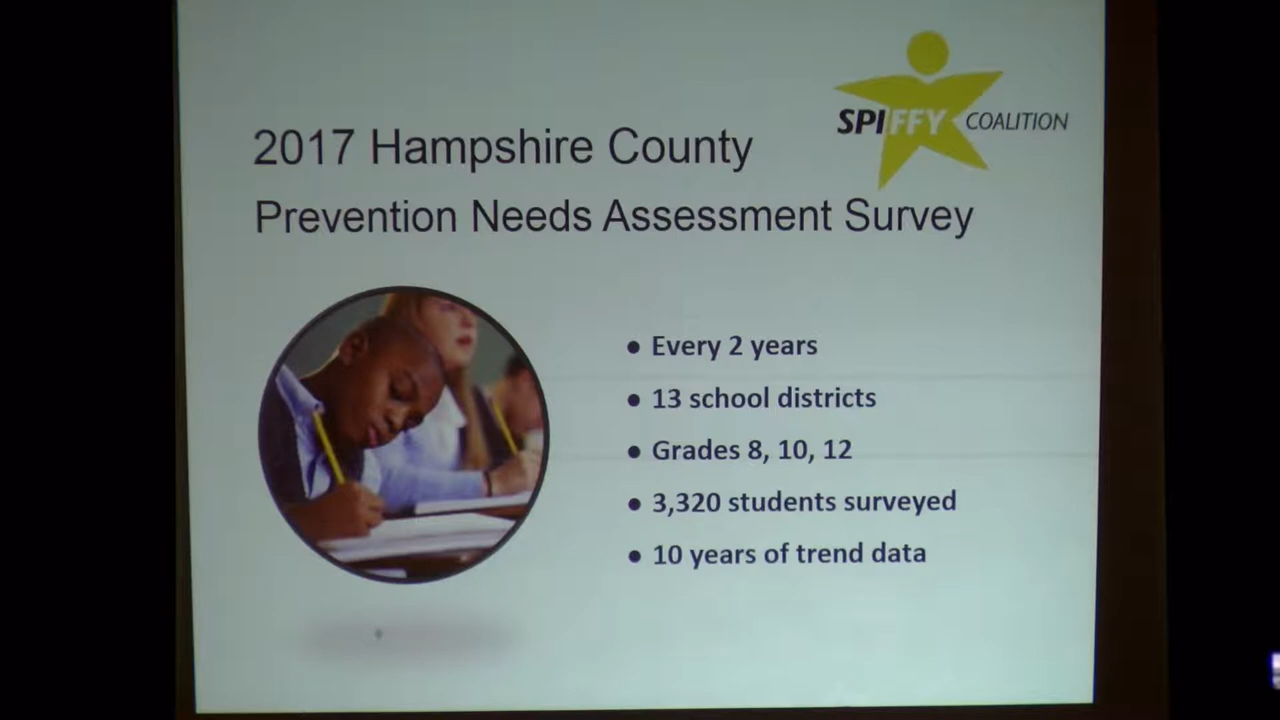 SPIFFY COALITION
2017 Hampshire County
Prevention Needs Assessment Survey
• Every 2 years
• 13 school districts
• Grades 8, 10, 12
• 3,320 students surveyed
• 10 years of trend data